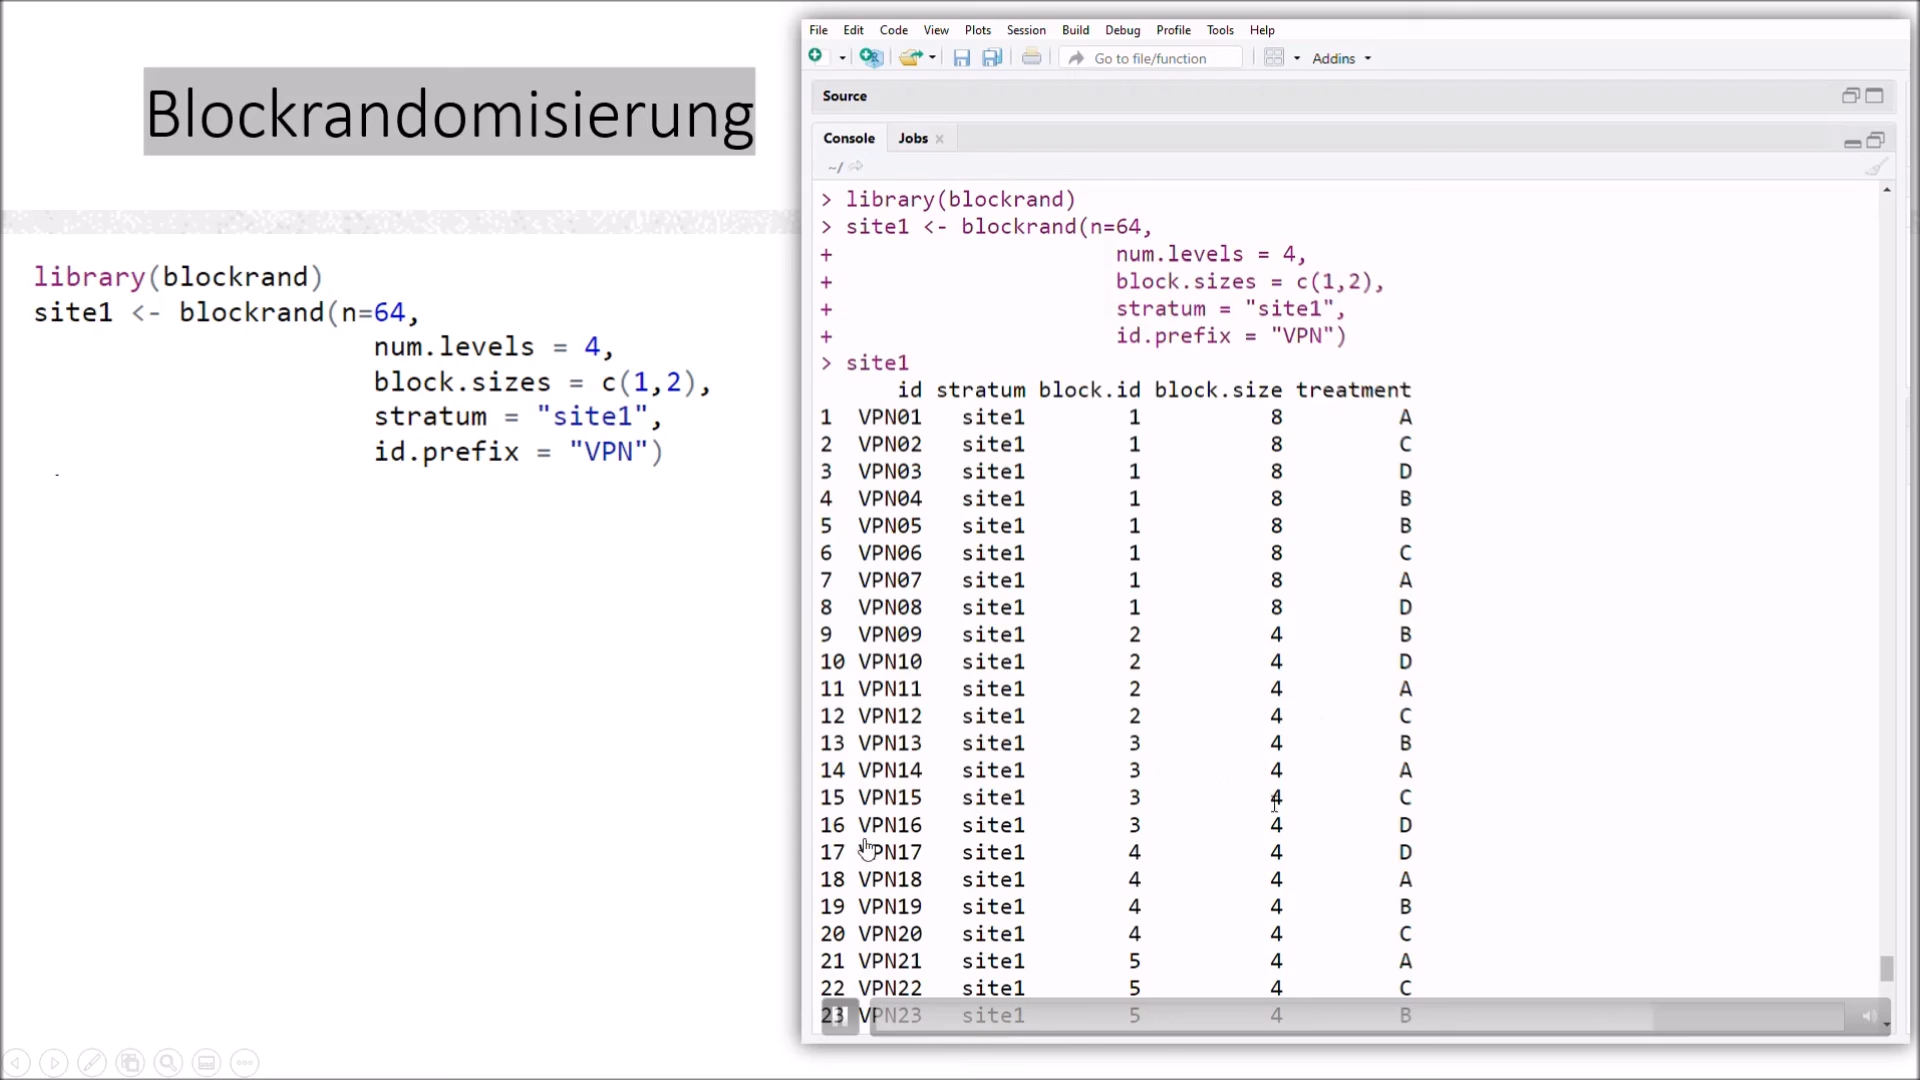 Blockrandomisierung
library(blockrand)
site1 <- blockrand(n=64,
num.levels = 4,
block.sizes = c(1,2),
stratum = "site1",
id.prefix = "VPN")
File Edit Code View Plots Session Build Debug Profile Tools Help
Go to file/function Addins
Source
Console Jobs
~/
> library(blockrand)
> site1 <- blockrand(n=64,
+ num.levels = 4,
+ block.sizes = c(1,2),
+ stratum = "site1",
+ id.prefix = "VPN")
> site1
id stratum block.id block.size treatment
1 VPN01 site1 1 8 A
2 VPN02 site1 1 8 C
3 VPN03 site1 1 8 D
4 VPN04 site1 1 8 B
5 VPN05 site1 1 8 B
6 VPN06 site1 1 8 C
7 VPN07 site1 1 8 A
8 VPN08 site1 1 8 D
9 VPN09 site1 2 4 B
10 VPN10 site1 2 4 D
11 VPN11 site1 2 4 A
12 VPN12 site1 2 4 C
13 VPN13 site1 3 4 B
14 VPN14 site1 3 4 A
15 VPN15 site1 3 4 C
16 VPN16 site1 3 4 D
17 VPN17 site1 4 4 D
18 VPN18 site1 4 4 A
19 VPN19 site1 4 4 B
20 VPN20 site1 4 4 C
21 VPN21 site1 5 4 A
22 VPN22 site1 5 4 C
23 VPN23 site1 5 4 B